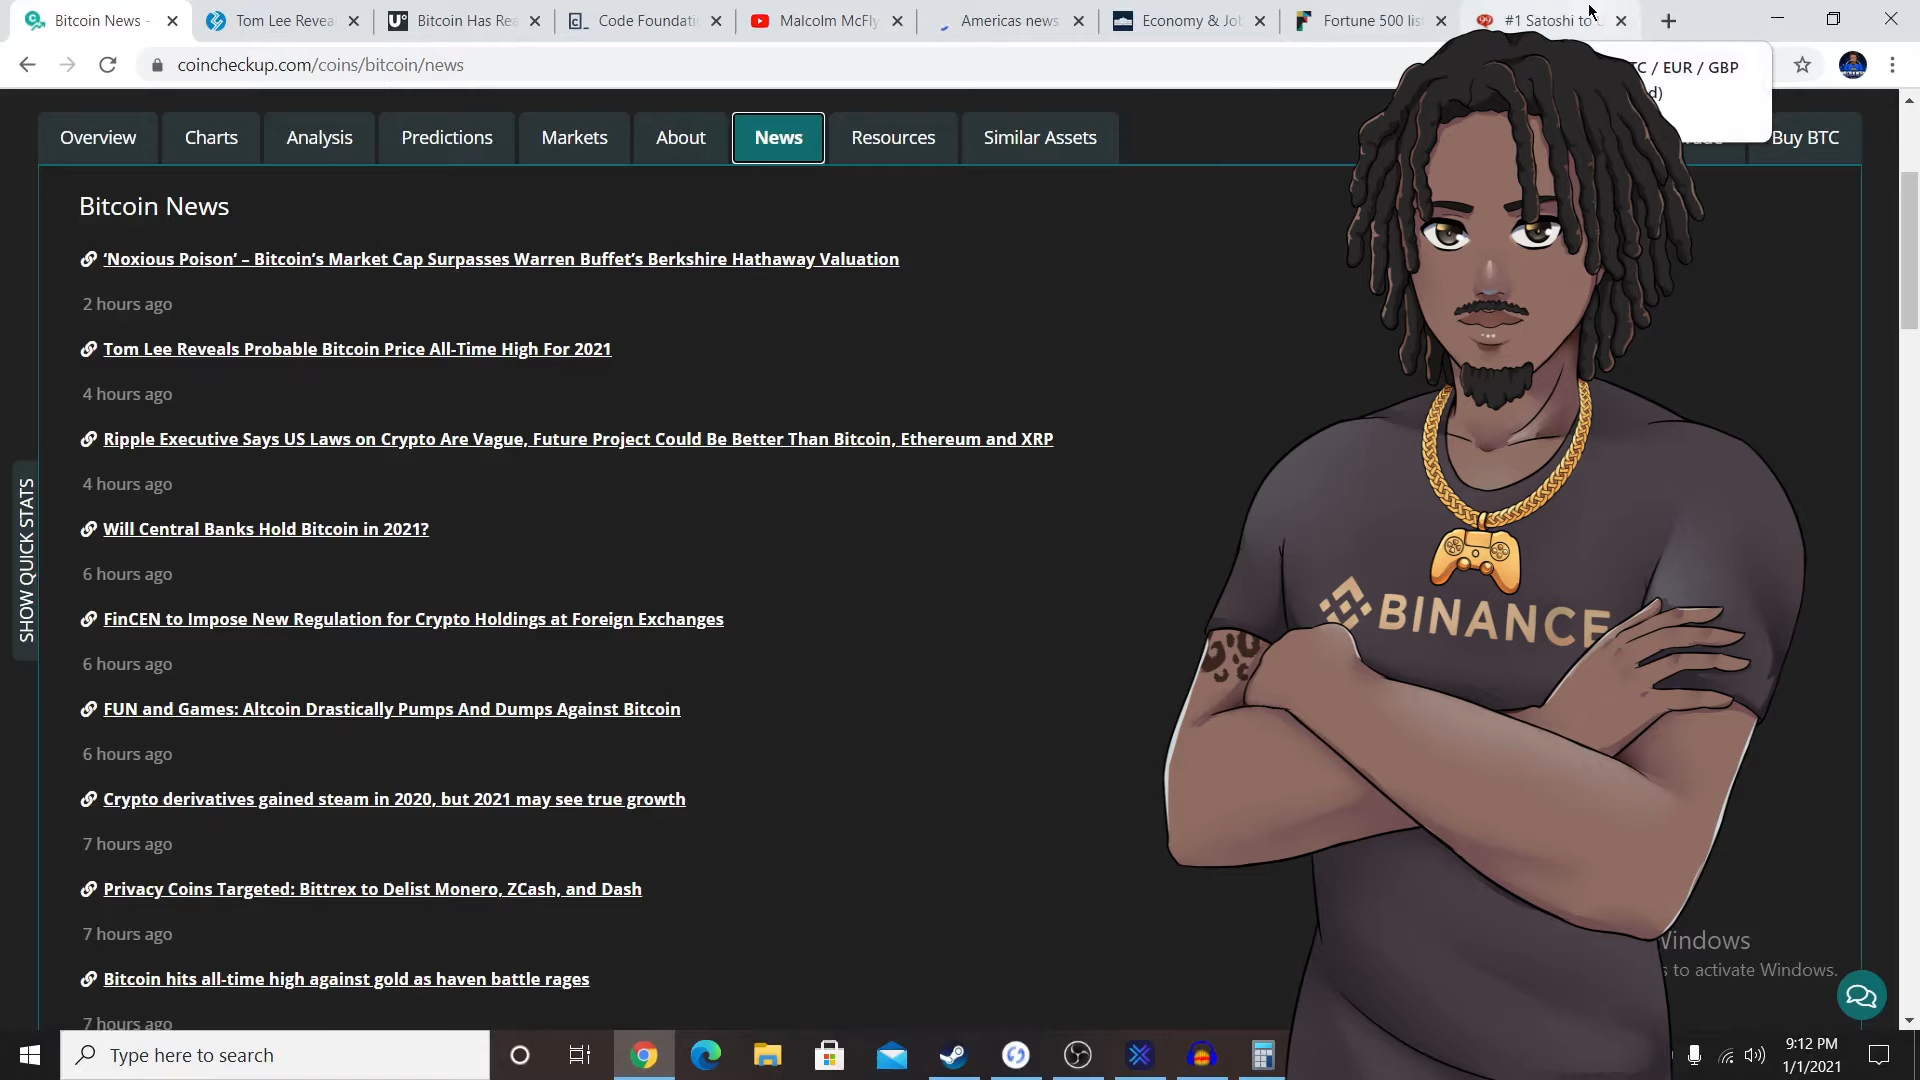 Bitcoin News -
Tom Lee Revea
Bitcoin Has Rea
Code Foundati
Malcolm McFly
Americas news
Economy & Job
Fortune 500 lis
#1 Satoshi to
coincheckup.com/coins/bitcoin/news
TC / EUR / GBP
d)
Overview
Charts
Analysis
Predictions
Markets
About
News
Resources
Similar Assets
Buy BTC
Bitcoin News
‘Noxious Poison’ – Bitcoin’s Market Cap Surpasses Warren Buffet’s Berkshire Hathaway Valuation
2 hours ago
Tom Lee Reveals Probable Bitcoin Price All-Time High For 2021
4 hours ago
Ripple Executive Says US Laws on Crypto Are Vague, Future Project Could Be Better Than Bitcoin, Ethereum and XRP
4 hours ago
Will Central Banks Hold Bitcoin in 2021?
6 hours ago
FinCEN to Impose New Regulation for Crypto Holdings at Foreign Exchanges
6 hours ago
FUN and Games: Altcoin Drastically Pumps And Dumps Against Bitcoin
6 hours ago
Crypto derivatives gained steam in 2020, but 2021 may see true growth
7 hours ago
Privacy Coins Targeted: Bittrex to Delist Monero, ZCash, and Dash
7 hours ago
Bitcoin hits all-time high against gold as haven battle rages
7 hours ago
SHOW QUICK STATS
BINANCE
Windows
s to activate Windows.
Type here to search
9:12 PM
1/1/2021